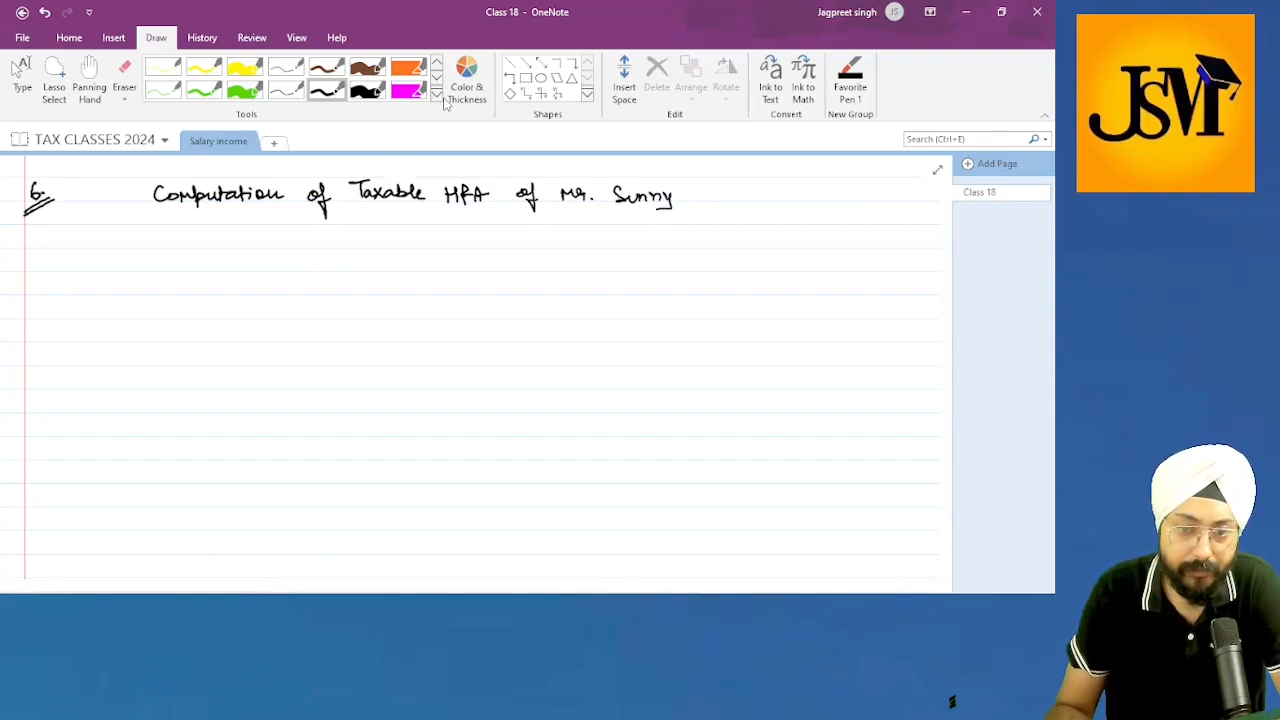 Class 18 - OneNote
Jagpreet singh JS
File Home Insert Draw History Review View Help
Type
Lasso Select
Panning Hand
Eraser
Color & Thickness
Insert Space
Delete
Arrange
Rotate
Ink to Text
Ink to Math
Favorite Pen 1
Tools Shapes Edit Convert New Group
TAX CLASSES 2024 Salary income
Search (Ctrl+E)
Add Page
Class 18
6. Computation of Taxable HRA of Mr. Sunny
JSM